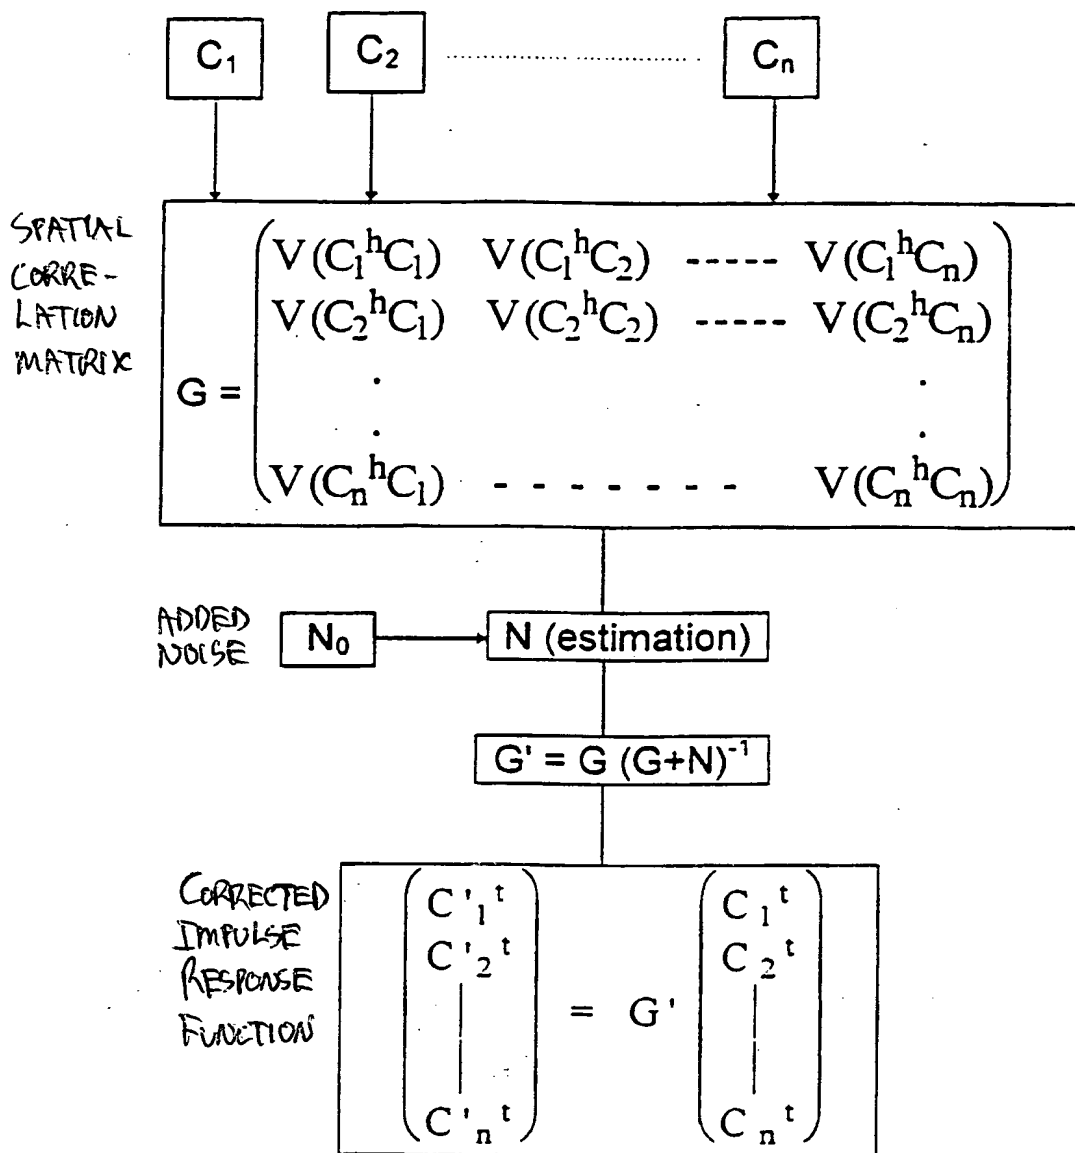 C₁ C₂ ........................ Cₙ
SPATIAL
CORRE-
LATION
MATRIX
V(C₁ʰC₁) V(C₁ʰC₂) ----- V(C₁ʰCₙ)
V(C₂ʰC₁) V(C₂ʰC₂) ----- V(C₂ʰCₙ)
G =
. .
. .
V(CₙʰC₁) - - - - - - - V(CₙʰCₙ)
ADDED
NOISE
N₀
N (estimation)
G' = G (G+N)⁻¹
CORRECTED
IMPULSE
RESPONSE
FUNCTION
C'₁ᵗ C₁ᵗ
C'₂ᵗ C₂ᵗ
= G'
C'ₙᵗ Cₙᵗ